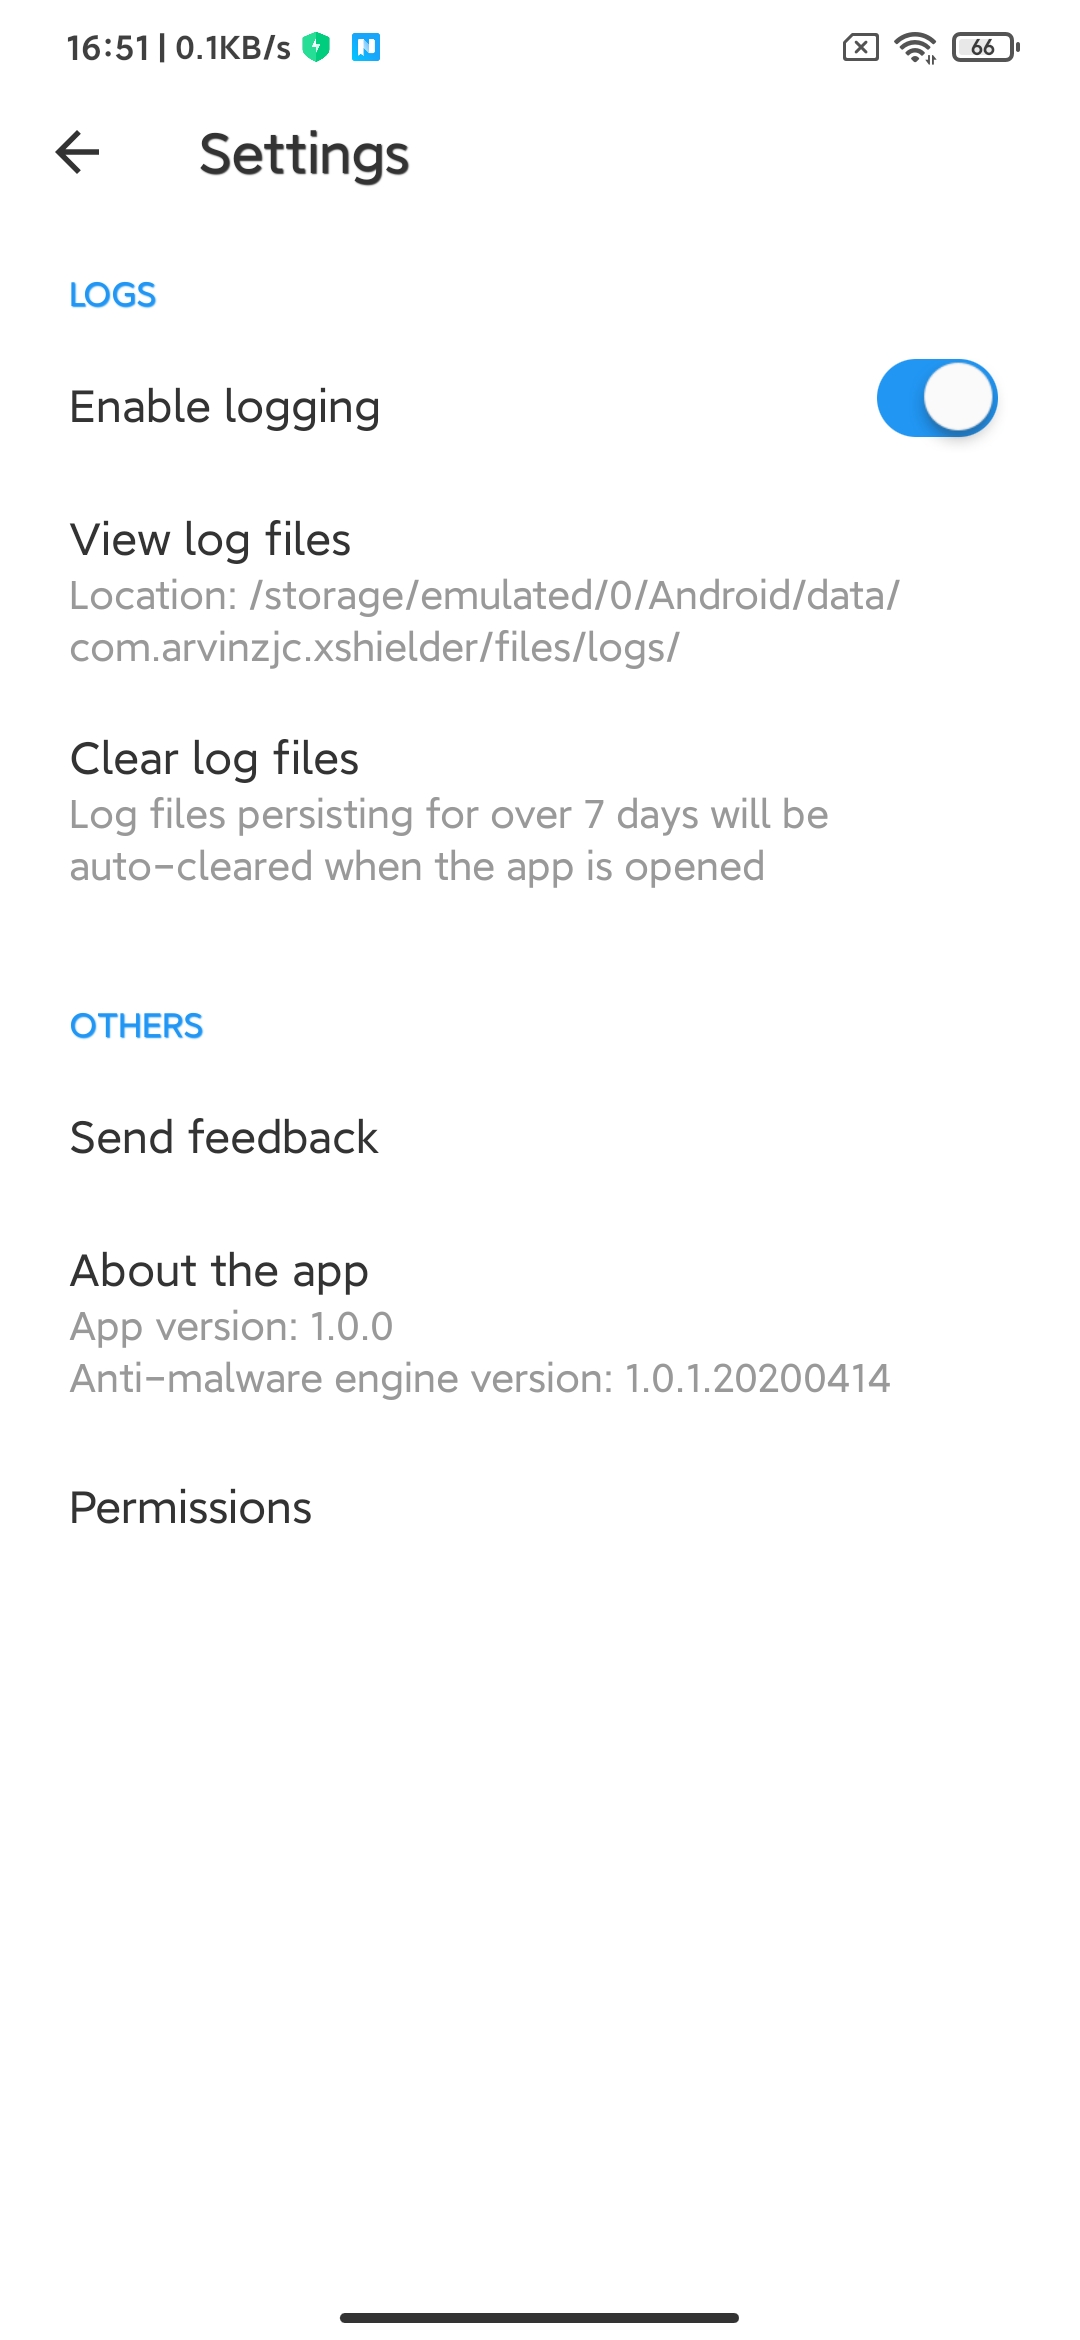 16:51 | 0.1KB/s N 66
Settings
LOGS
Enable logging
View log files
Location: /storage/emulated/0/Android/data/
com.arvinzjc.xshielder/files/logs/
Clear log files
Log files persisting for over 7 days will be
auto-cleared when the app is opened
OTHERS
Send feedback
About the app
App version: 1.0.0
Anti-malware engine version: 1.0.1.20200414
Permissions